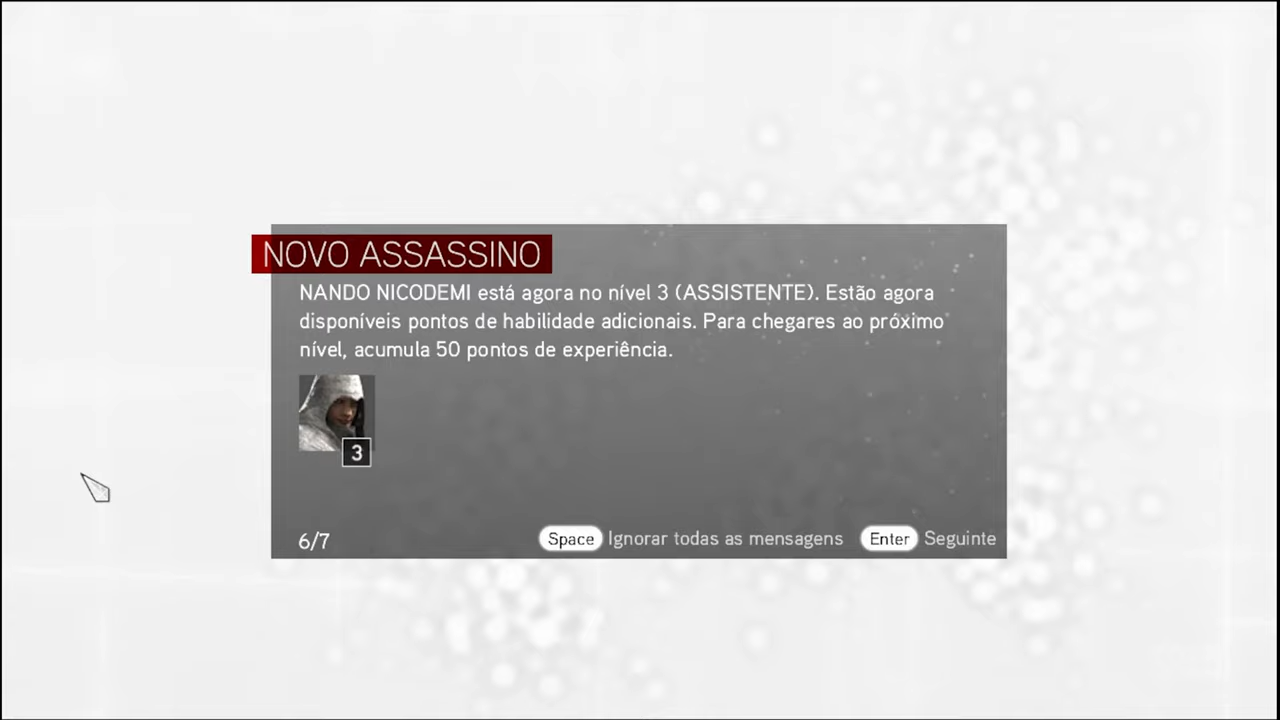 NOVO ASSASSINO
NANDO NICODEMI está agora no nível 3 (ASSISTENTE). Estão agora
disponíveis pontos de habilidade adicionais. Para chegares ao próximo
nível, acumula 50 pontos de experiência.
3
6/7 Space Ignorar todas as mensagens Enter Seguinte